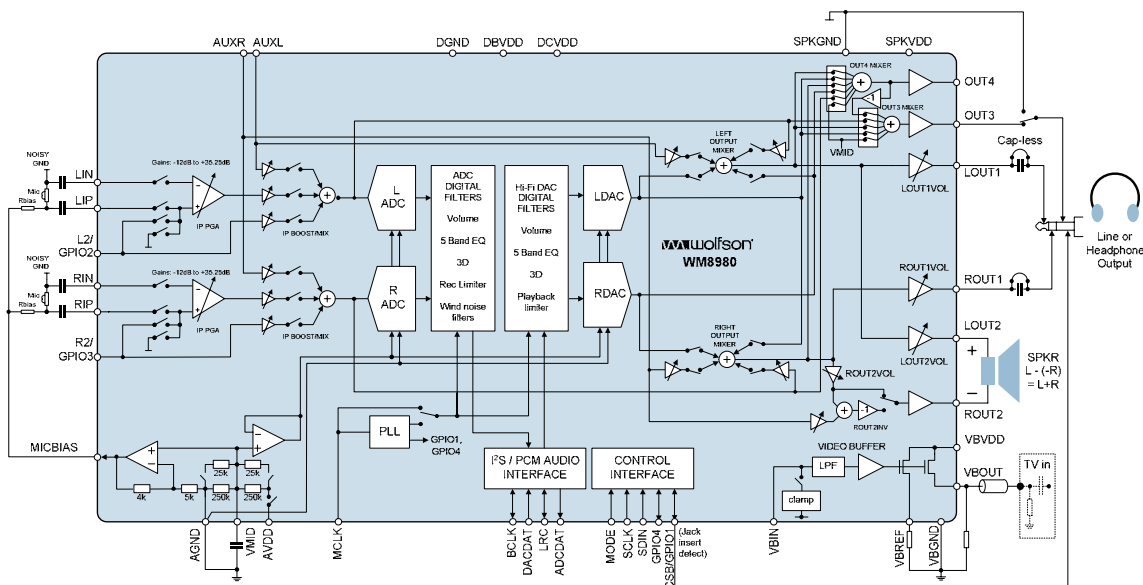 AUXR AUXL DGND DBVDD DCVDD SPKGND SPKVDD
OUT4 MIXER
OUT4
-1
OUT3 MIXER
OUT3
VMID
Cap-less
LEFT
OUTPUT
MIXER
LOUT1
LOUT1VOL
NOISY
GND
LIN
Gains: -12dB to +35.25dB
Mic
Rbias
LIP
-
+
IP PGA
IP BOOST/MIX
L2/
GPIO2
L
ADC
ADC
DIGITAL
FILTERS
Volume
5 Band EQ
3D
Rec Limiter
Wind noise
filters
Hi-Fi DAC
DIGITAL
FILTERS
Volume
5 Band EQ
3D
Playback
limiter
LDAC
wolfson
WM8980
Line or
Headphone
Output
NOISY
GND
RIN
Gains: -12dB to +35.25dB
Mic
Rbias
RIP
-
+
IP PGA
IP BOOST/MIX
R2/
GPIO3
R
ADC
RDAC
ROUT1VOL
ROUT1
RIGHT
OUTPUT
MIXER
LOUT2
LOUT2VOL
+
SPKR
L - (-R)
= L+R
−
ROUT2VOL
-1
ROUT2INV
ROUT2
MICBIAS
-
+
-
+
25k 25k
4k 5k 250k 250k
PLL
GPIO1,
GPIO4
I²S / PCM AUDIO
INTERFACE
CONTROL
INTERFACE
VIDEO BUFFER
LPF
clamp
VBVDD
VBOUT
TV in
AGND
VMID
AVDD
MCLK
BCLK
DACDAT
LRC
ADCDAT
MODE
SCLK
SDIN
GPIO4
CSB/GPIO1
(Jack
insert
detect)
VBIN
VBREF
VBGND